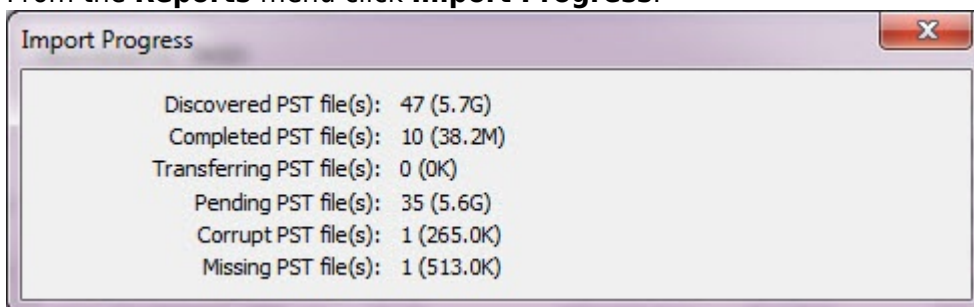 From the Reports menu click Import Progress.
Import Progress
Discovered PST file(s): 47 (5.7G)
Completed PST file(s): 10 (38.2M)
Transferring PST file(s): 0 (0K)
Pending PST file(s): 35 (5.6G)
Corrupt PST file(s): 1 (265.0K)
Missing PST file(s): 1 (513.0K)